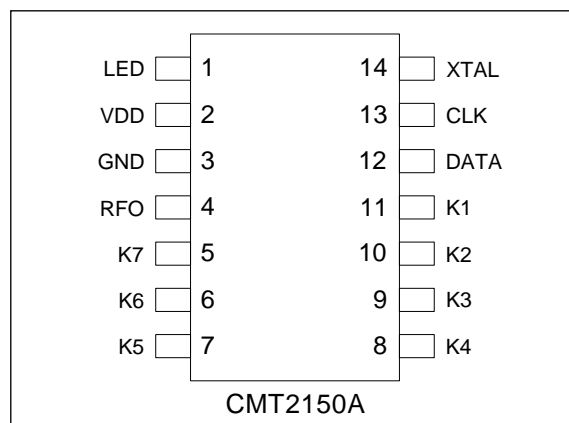 LED 1 14 XTAL
VDD 2 13 CLK
GND 3 12 DATA
RFO 4 11 K1
K7 5 10 K2
K6 6 9 K3
K5 7 8 K4
CMT2150A